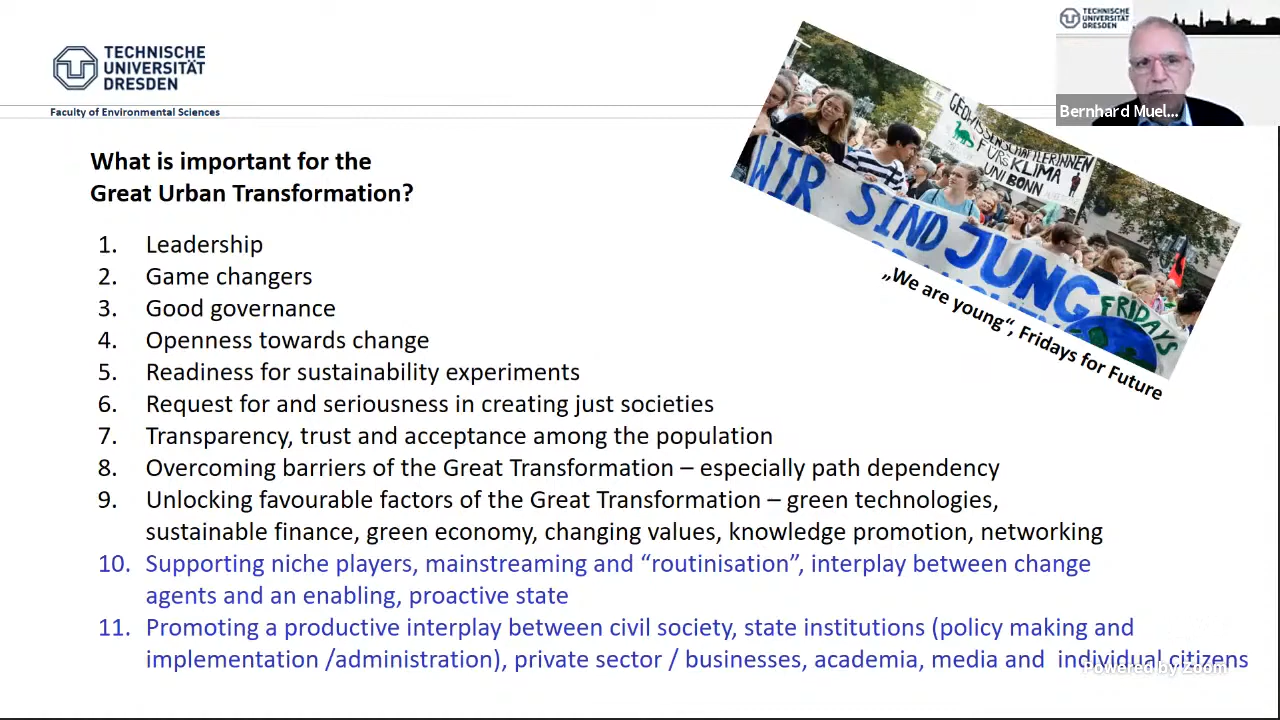 TECHNISCHE
UNIVERSITÄT
DRESDEN
Faculty of Environmental Sciences
TECHNISCHE
UNIVERSITÄT
DRESDEN
Bernhard Muel...
What is important for the
Great Urban Transformation?
GEOWISSENSCHAFTLERINNEN
FÜRS KLIMA
UNI BONN
WIR SIND JUNG
FRIDAYS
„We are young“, Fridays for Future
1. Leadership
2. Game changers
3. Good governance
4. Openness towards change
5. Readiness for sustainability experiments
6. Request for and seriousness in creating just societies
7. Transparency, trust and acceptance among the population
8. Overcoming barriers of the Great Transformation – especially path dependency
9. Unlocking favourable factors of the Great Transformation – green technologies,
sustainable finance, green economy, changing values, knowledge promotion, networking
10. Supporting niche players, mainstreaming and “routinisation”, interplay between change
agents and an enabling, proactive state
11. Promoting a productive interplay between civil society, state institutions (policy making and
implementation /administration), private sector / businesses, academia, media and individual citizens
Powered by Zoom